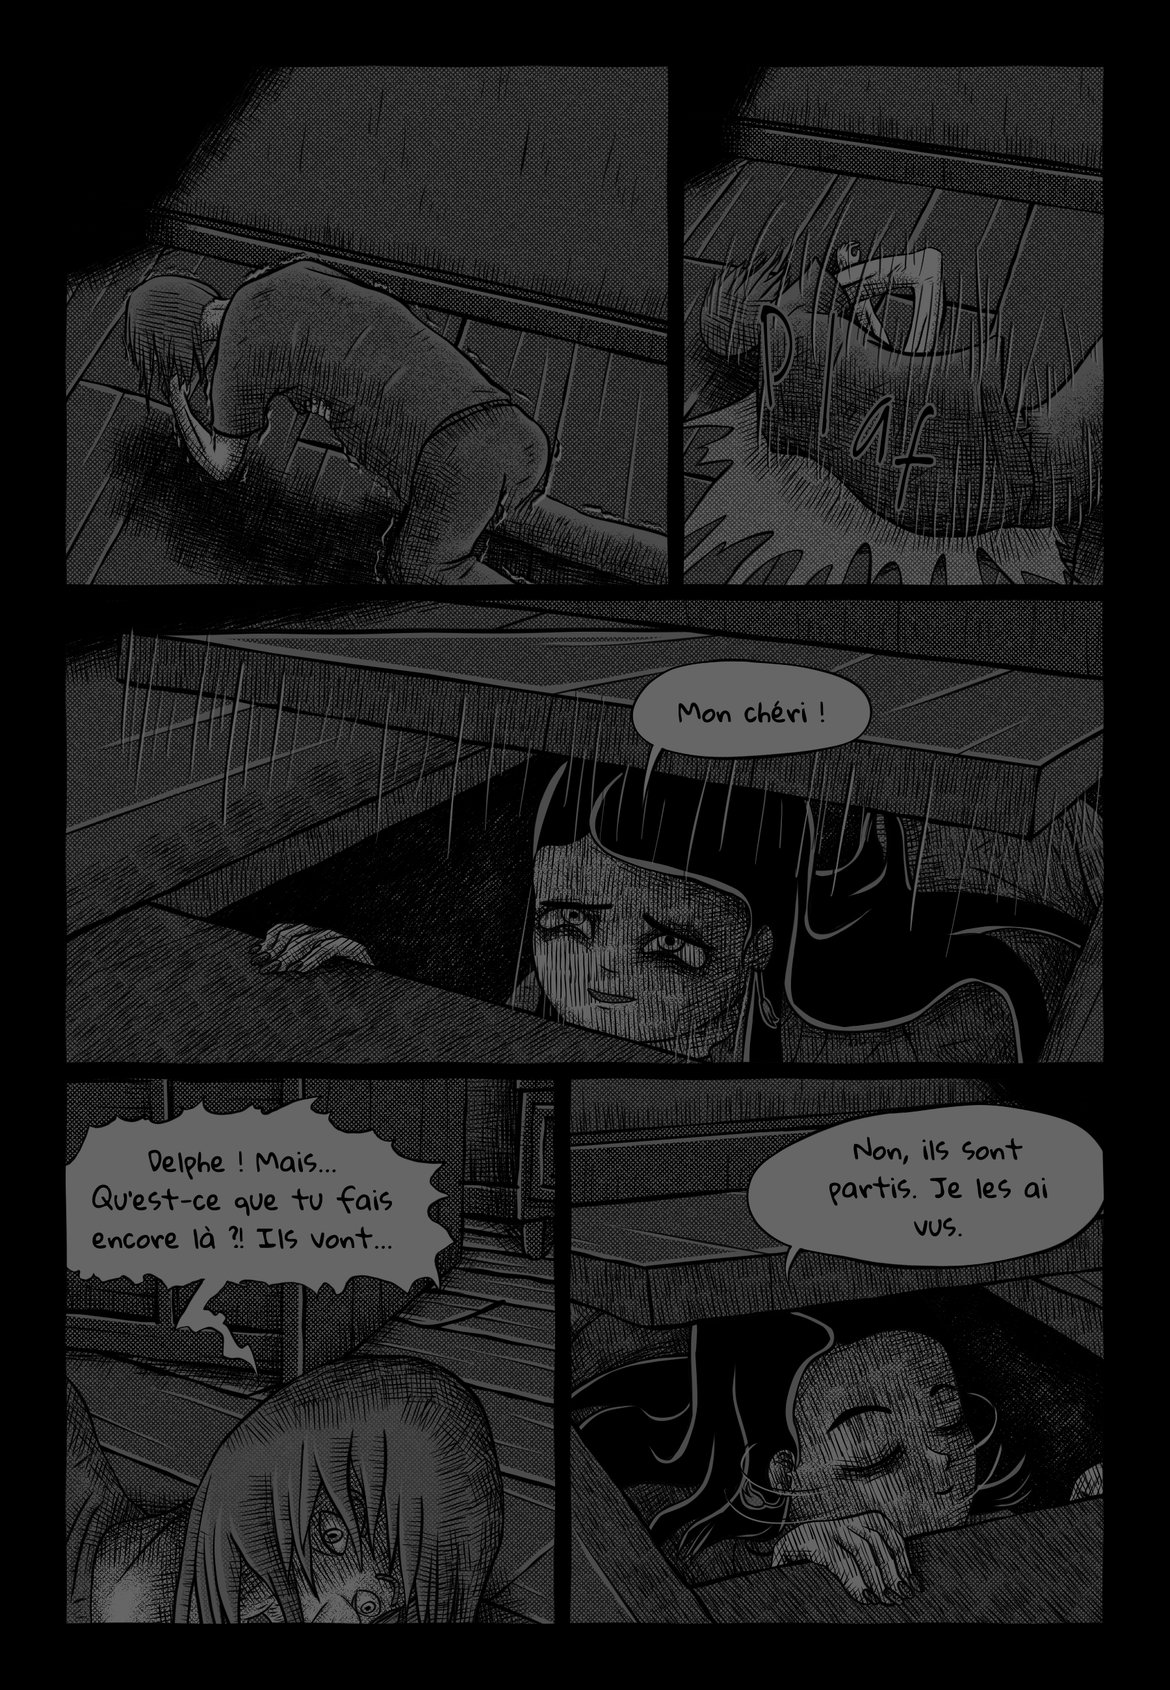 Plaf
Mon chéri !
Delphe ! Mais...
Qu'est-ce que tu fais
encore là ?! Ils vont...
Non, ils sont
partis. Je les ai
vus.